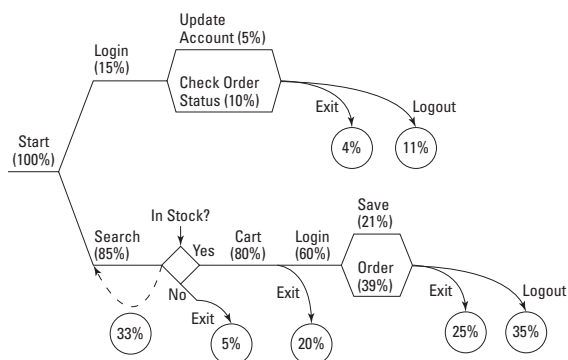 Update
Account (5%)
Login
(15%)
Check Order
Status (10%)
Exit
Logout
4%
11%
Start
(100%)
In Stock?
Search
(85%)
Yes
No
Cart
(80%)
Login
(60%)
Save
(21%)
Order
(39%)
Exit
Exit
Exit
Logout
33%
5%
20%
25%
35%